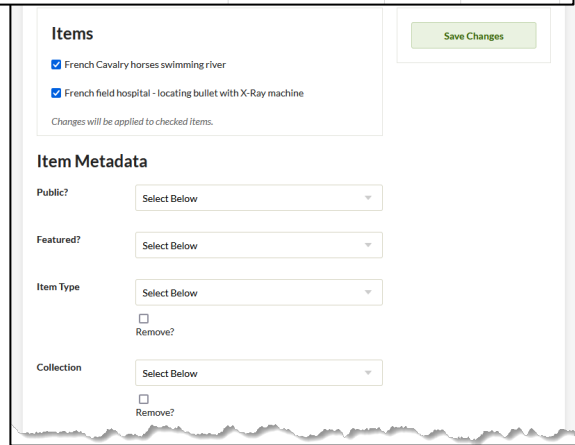 Items
Save Changes
French Cavalry horses swimming river
French field hospital - locating bullet with X-Ray machine
Changes will be applied to checked items.
Item Metadata
Public?
Select Below
Featured?
Select Below
Item Type
Select Below
Remove?
Collection
Select Below
Remove?